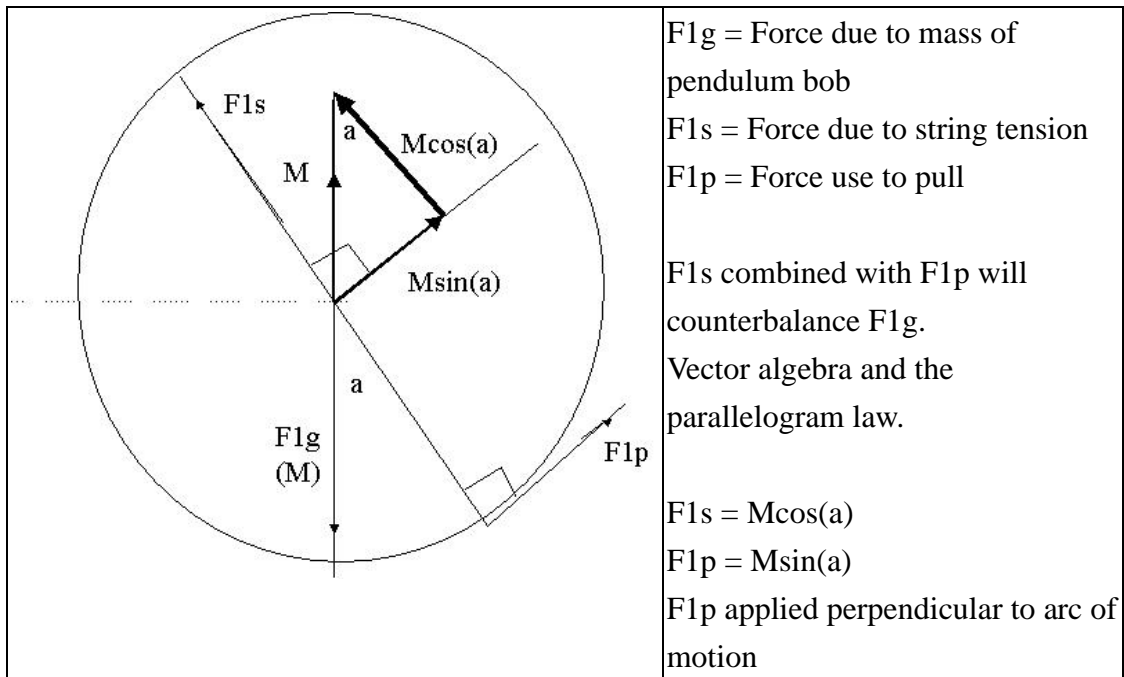 F1s
a
Mcos(a)
M
Msin(a)
a
F1g
(M)
F1p
F1g = Force due to mass of
pendulum bob
F1s = Force due to string tension
F1p = Force use to pull
F1s combined with F1p will
counterbalance F1g.
Vector algebra and the
parallelogram law.
F1s = Mcos(a)
F1p = Msin(a)
F1p applied perpendicular to arc of
motion